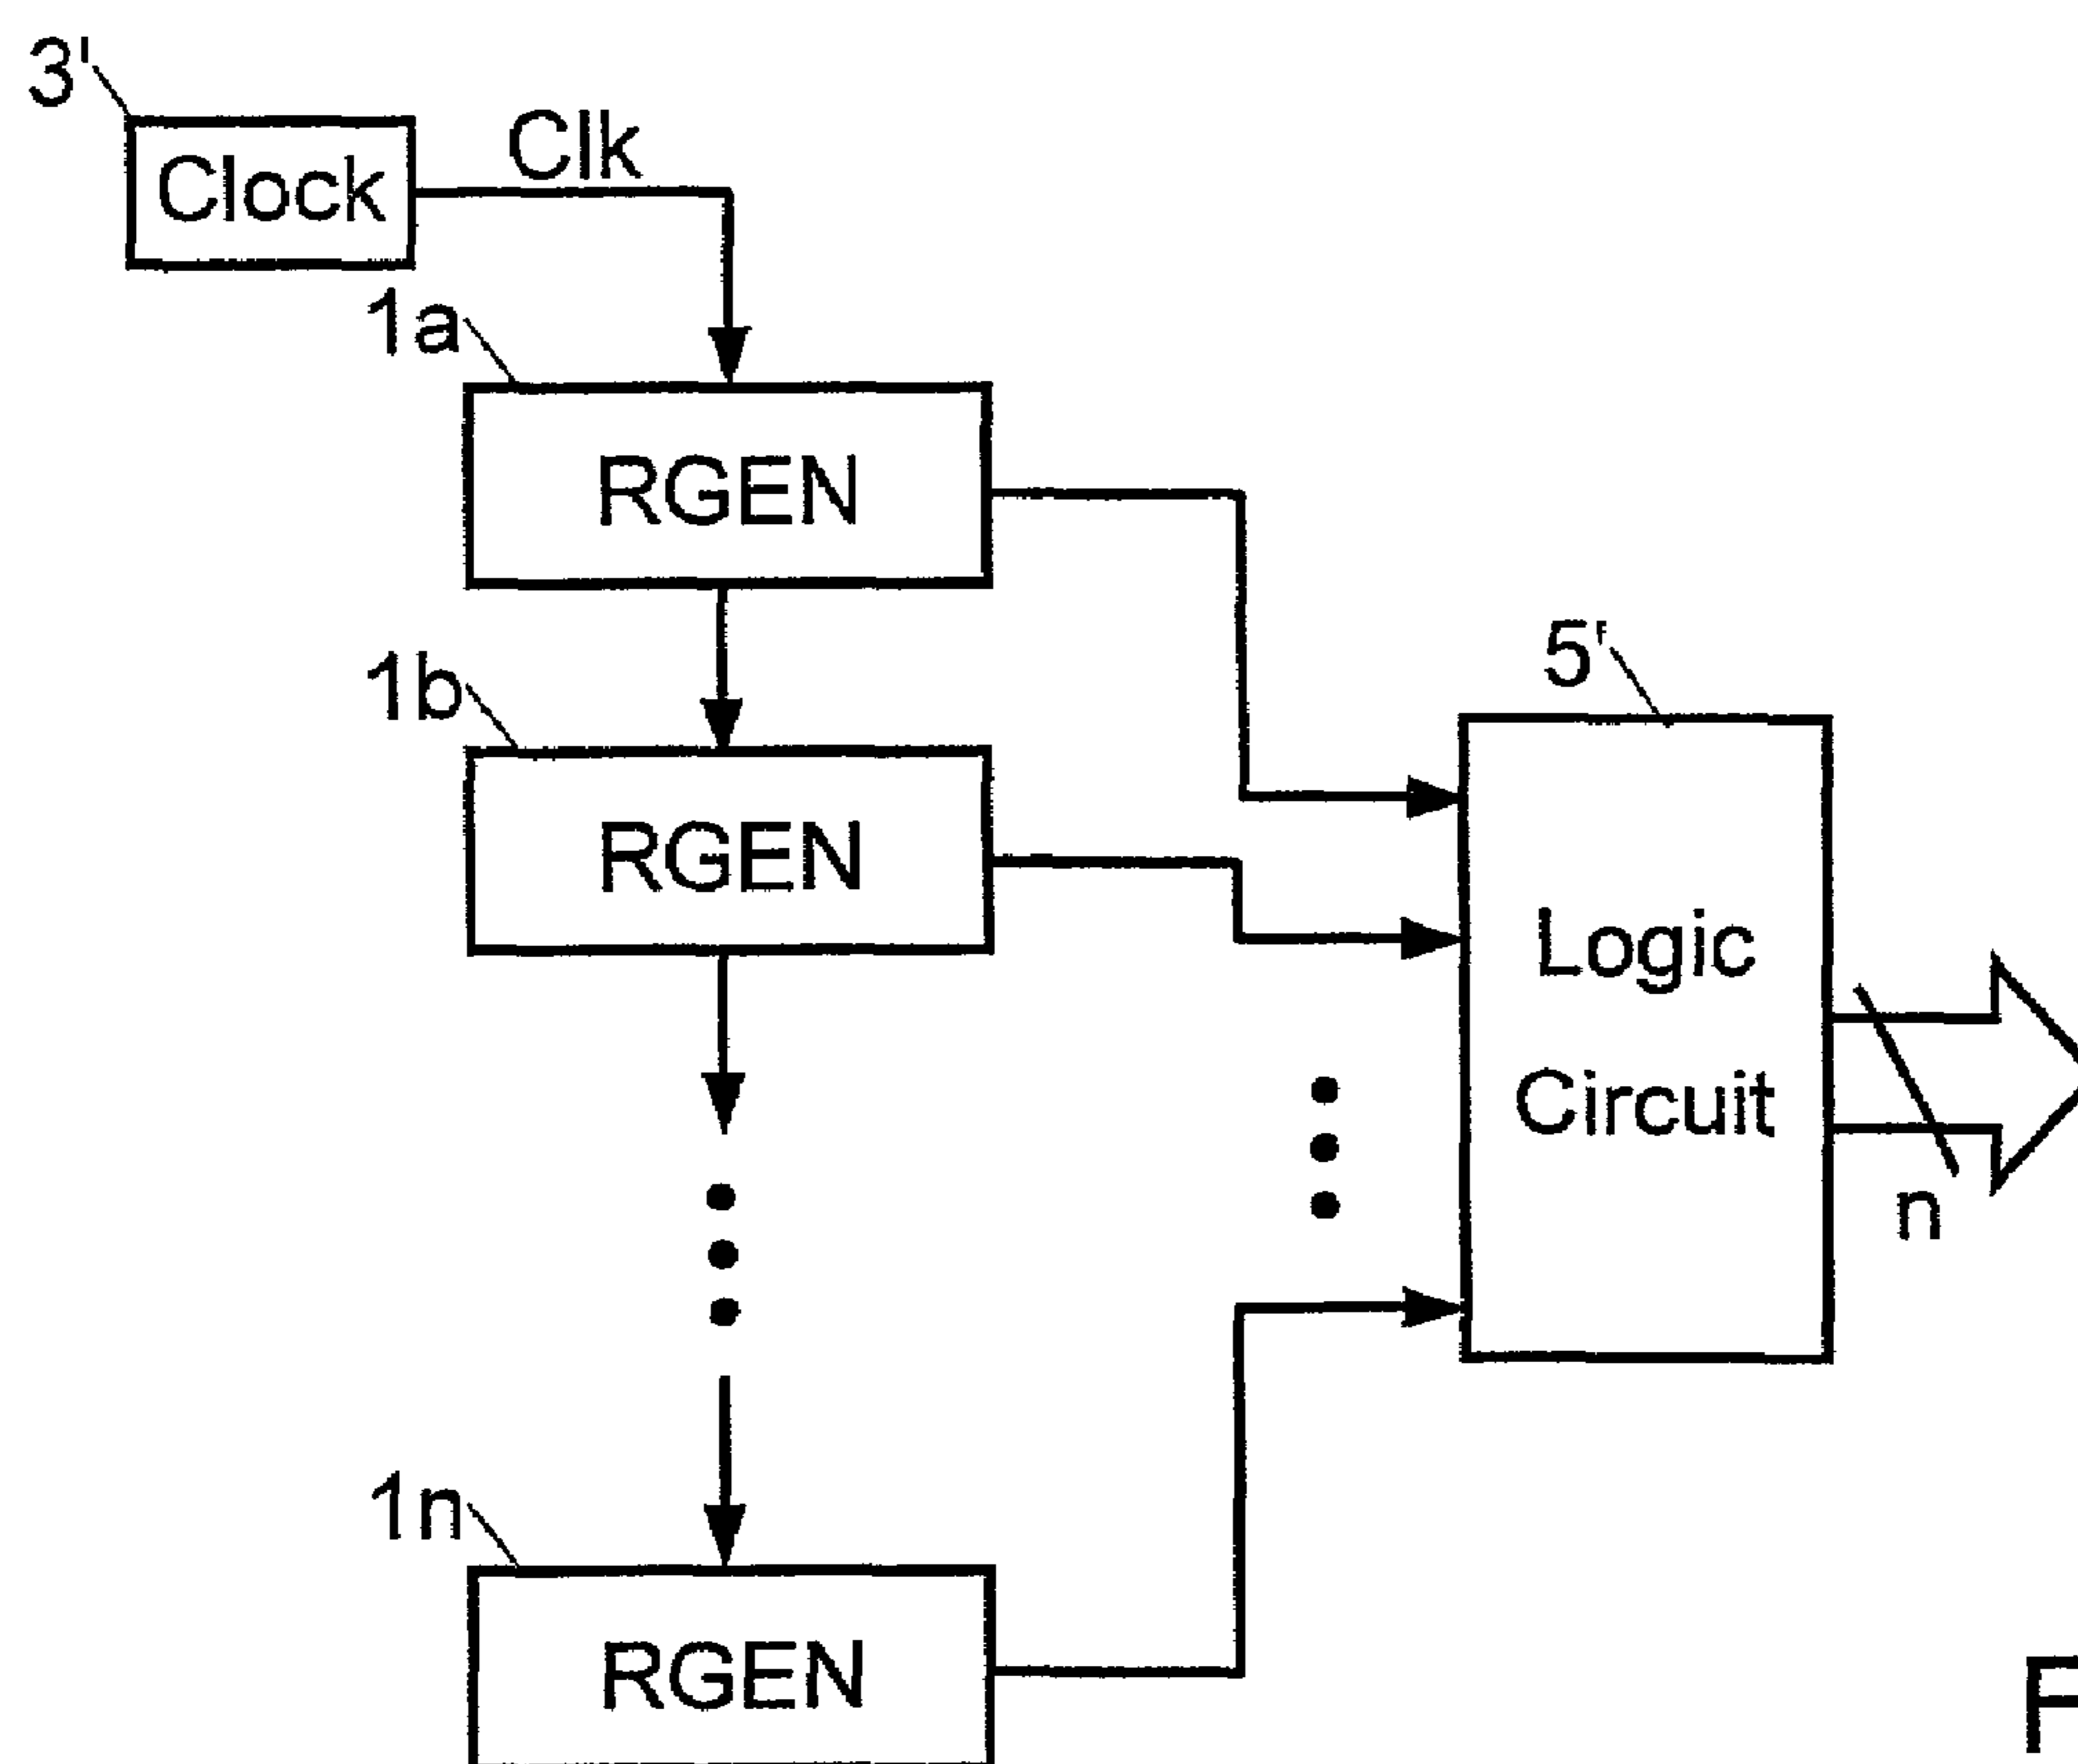 3'
Clock
Clk
1a
RGEN
1b
RGEN
5'
Logic
Circuit
n
1n
RGEN
F